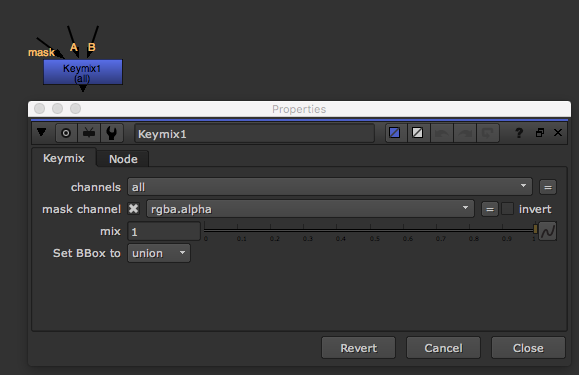 mask A B
Keymix1
(all)
Properties
Keymix1 ?
Keymix Node
channels all =
mask channel rgba.alpha = invert
mix 1 0 0.1 0.2 0.3 0.4 0.5 0.6 0.7 0.8 0.9 1
Set BBox to union
Revert Cancel Close